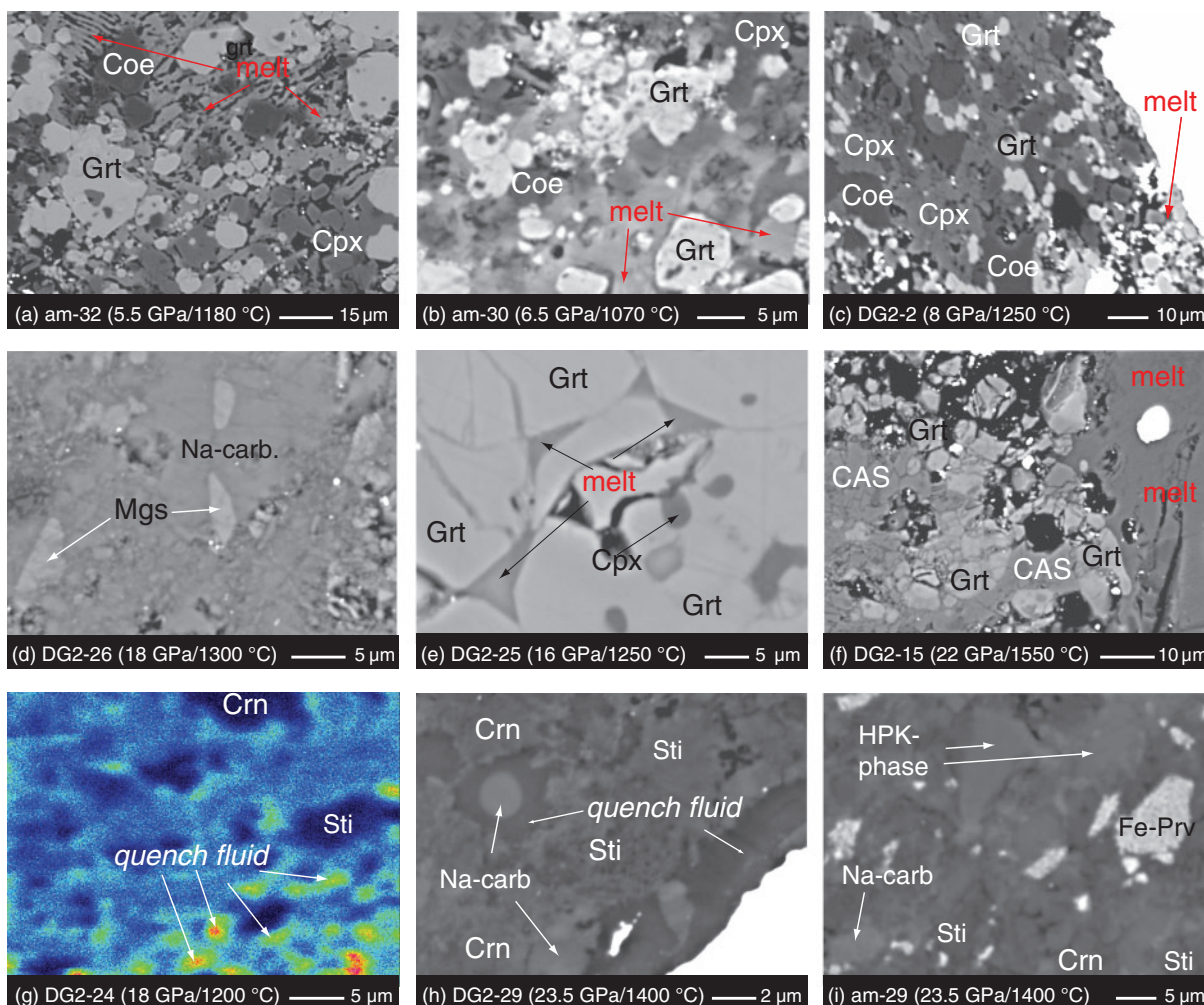 Coe
grt
melt
Grt
Cpx
(a) am-32 (5.5 GPa/1180 °C) 15 µm
Cpx
Grt
Coe
melt
Grt
(b) am-30 (6.5 GPa/1070 °C) 5 µm
Grt
melt
Cpx
Grt
Coe
Cpx
Coe
(c) DG2-2 (8 GPa/1250 °C) 10 µm
Na-carb.
Mgs
(d) DG2-26 (18 GPa/1300 °C) 5 µm
Grt
melt
Grt
Cpx
Grt
(e) DG2-25 (16 GPa/1250 °C) 5 µm
melt
Grt
CAS
melt
Grt
Grt
CAS
(f) DG2-15 (22 GPa/1550 °C) 10 µm
Crn
Sti
quench fluid
(g) DG2-24 (18 GPa/1200 °C) 5 µm
Crn
Sti
quench fluid
Sti
Na-carb
Crn
(h) DG2-29 (23.5 GPa/1400 °C) 2 µm
HPK-
phase
Fe-Prv
Na-carb
Sti
Crn
Sti
(i) am-29 (23.5 GPa/1400 °C) 5 µm